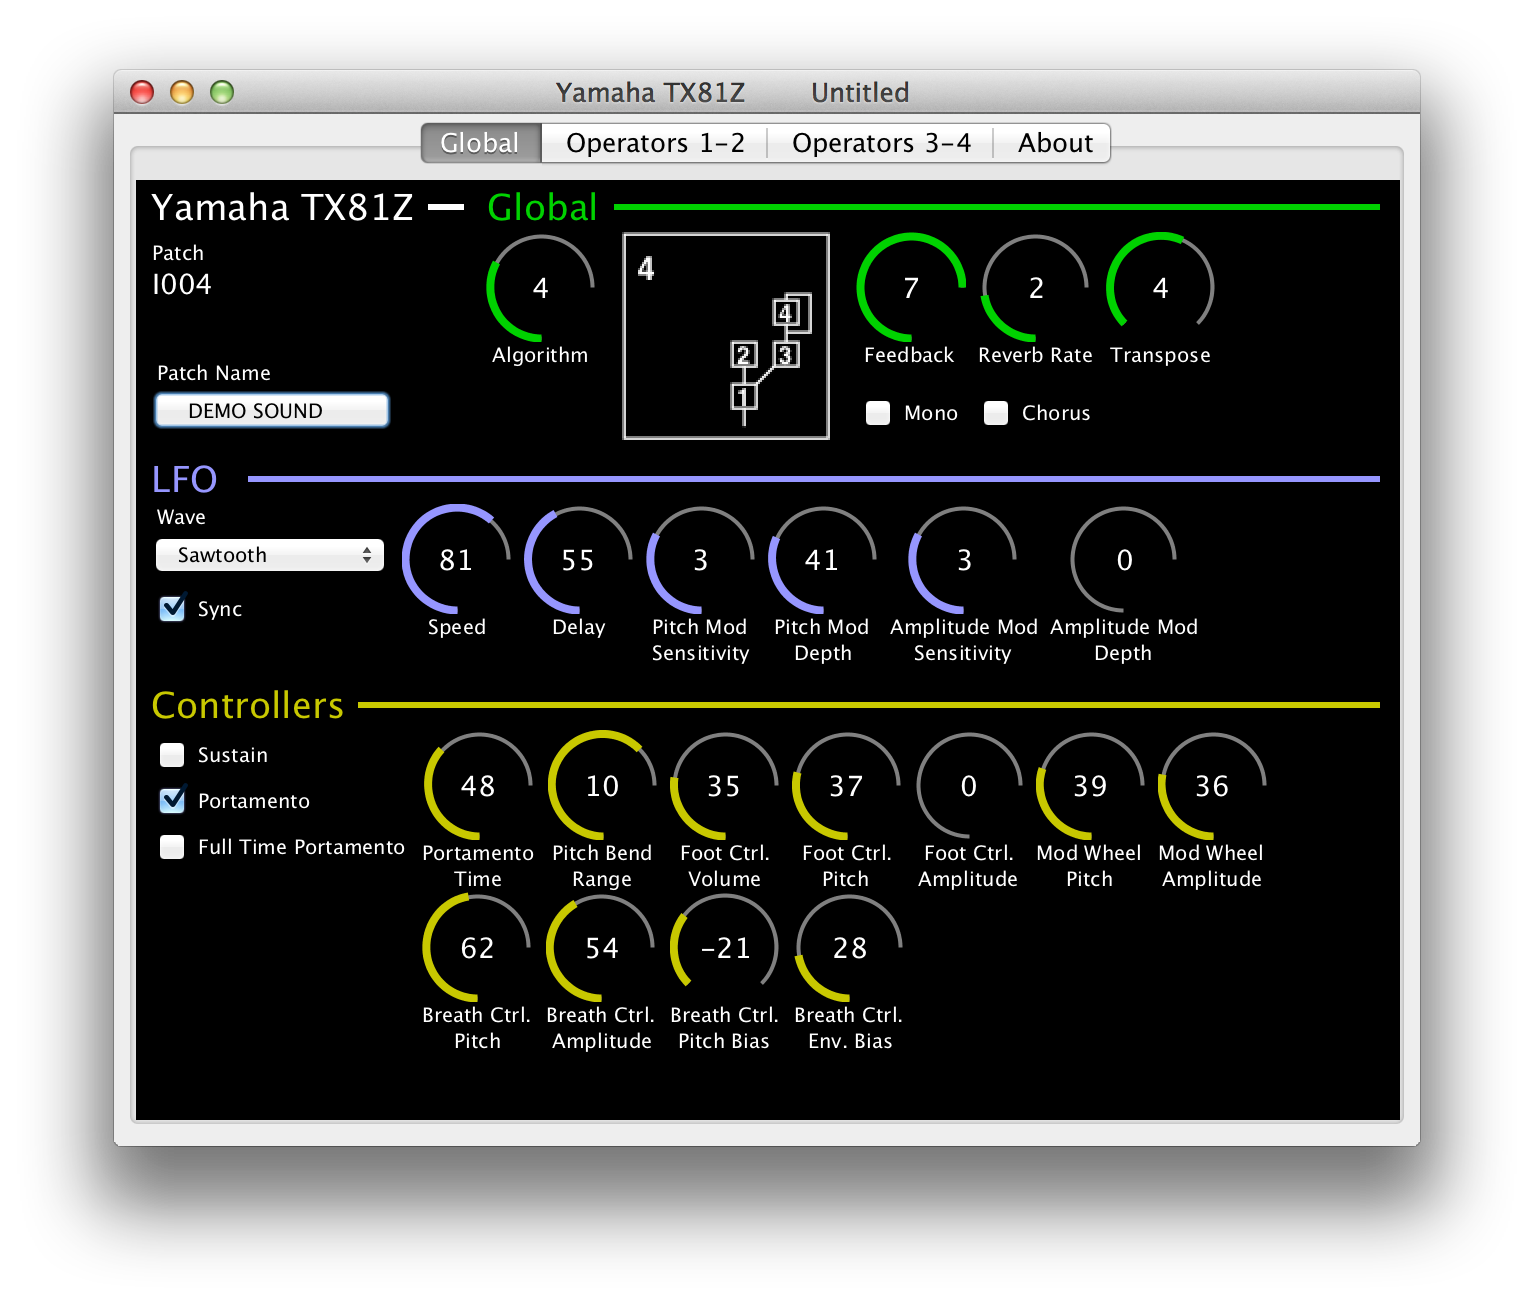 Yamaha TX81Z Untitled
Global Operators 1-2 Operators 3-4 About
Yamaha TX81Z Global
Patch
I004
4
Algorithm
4
4
2 3
1
7
Feedback
2
Reverb Rate
4
Transpose
Patch Name
DEMO SOUND
Mono Chorus
LFO
Wave
Sawtooth
Sync
81
Speed
55
Delay
3
Pitch Mod
Sensitivity
41
Pitch Mod
Depth
3
Amplitude Mod
Sensitivity
0
Amplitude Mod
Depth
Controllers
Sustain
Portamento
Full Time Portamento
48
Portamento
Time
10
Pitch Bend
Range
35
Foot Ctrl.
Volume
37
Foot Ctrl.
Pitch
0
Foot Ctrl.
Amplitude
39
Mod Wheel
Pitch
36
Mod Wheel
Amplitude
62
Breath Ctrl.
Pitch
54
Breath Ctrl.
Amplitude
-21
Breath Ctrl.
Pitch Bias
28
Breath Ctrl.
Env. Bias